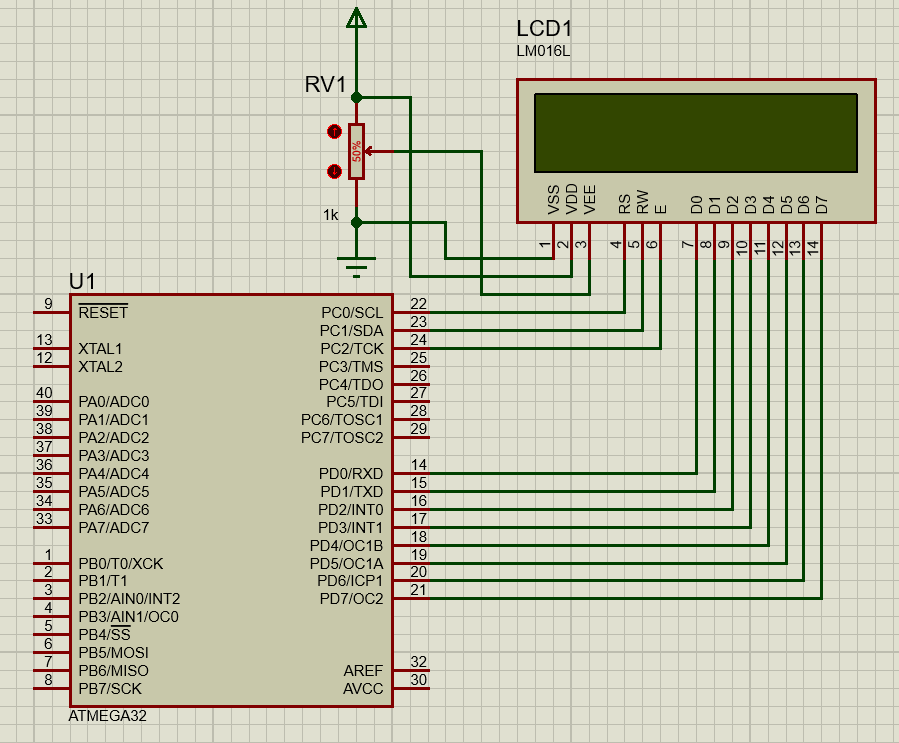 LCD1
LM016L
RV1
50%
1k
VSS VDD VEE RS RW E D0 D1 D2 D3 D4 D5 D6 D7
1 2 3 4 5 6 7 8 9 10 11 12 13 14
U1
9 RESET PC0/SCL 22
PC1/SDA 23
13 XTAL1 PC2/TCK 24
12 XTAL2 PC3/TMS 25
PC4/TDO 26
40 PA0/ADC0 PC5/TDI 27
39 PA1/ADC1 PC6/TOSC1 28
38 PA2/ADC2 PC7/TOSC2 29
37 PA3/ADC3
36 PA4/ADC4 PD0/RXD 14
35 PA5/ADC5 PD1/TXD 15
34 PA6/ADC6 PD2/INT0 16
33 PA7/ADC7 PD3/INT1 17
PD4/OC1B 18
1 PB0/T0/XCK PD5/OC1A 19
2 PB1/T1 PD6/ICP1 20
3 PB2/AIN0/INT2 PD7/OC2 21
4 PB3/AIN1/OC0
5 PB4/SS
6 PB5/MOSI
7 PB6/MISO AREF 32
8 PB7/SCK AVCC 30
ATMEGA32